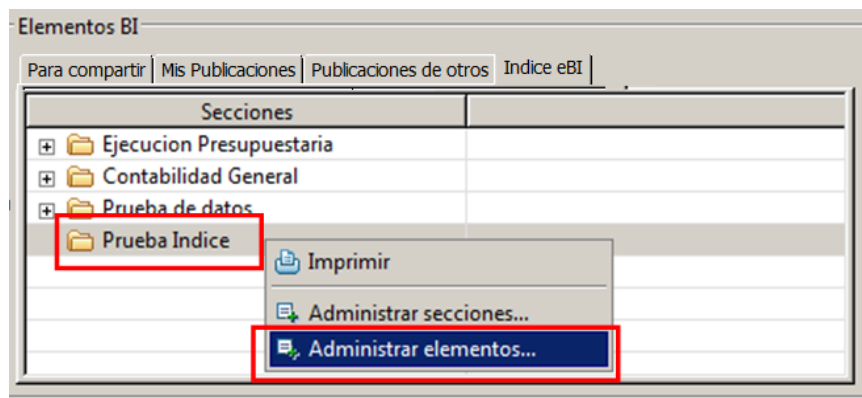 Elementos BI
Para compartir Mis Publicaciones Publicaciones de otros Indice eBI
Secciones
Ejecucion Presupuestaria
Contabilidad General
Prueba de datos
Prueba Indice
Imprimir
Administrar secciones...
Administrar elementos...